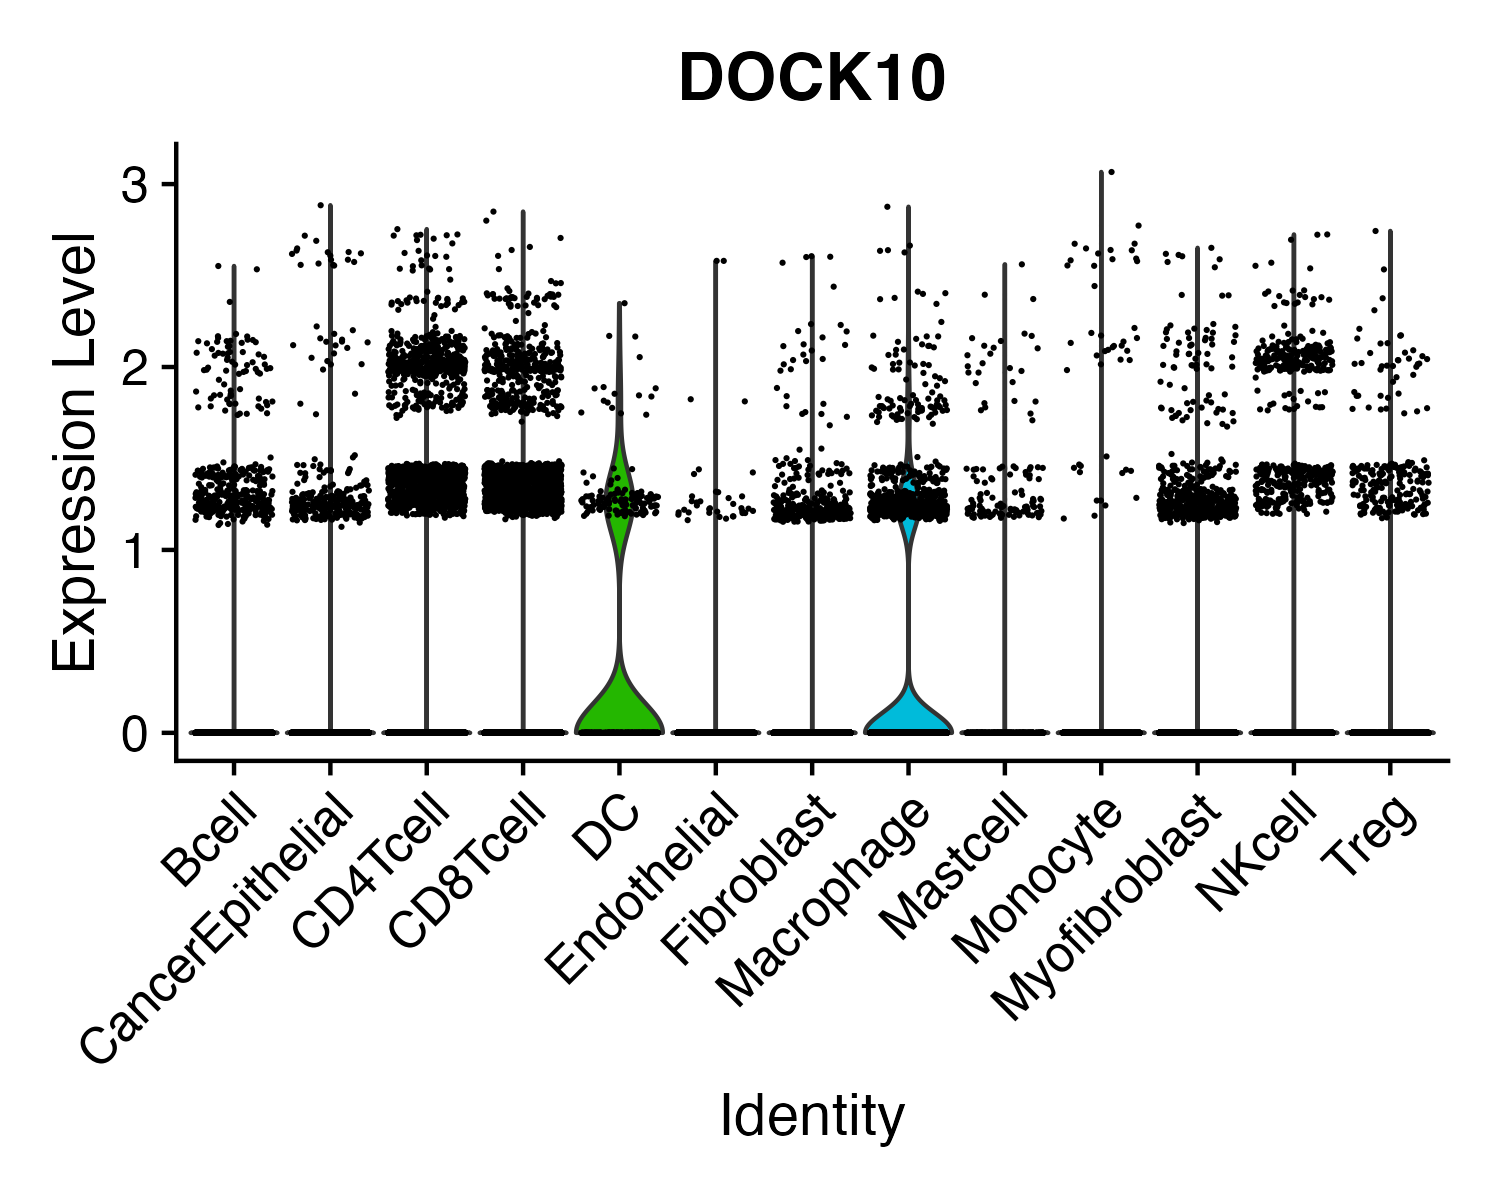 DOCK10
Expression Level
3
2
1
0
Bcell
CancerEpithelial
CD4Tcell
CD8Tcell
DC
Endothelial
Fibroblast
Macrophage
Mastcell
Monocyte
Myofibroblast
NKcell
Treg
Identity